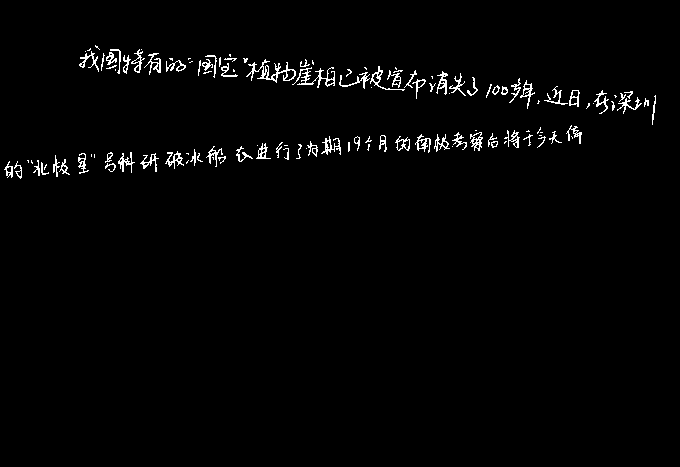 我国特有的“国宝”植物崖柏已被宣布消失了100多年,近日,在深圳
的“北极星”号科研破冰船在进行了为期19个月的南极考察后将于今天停